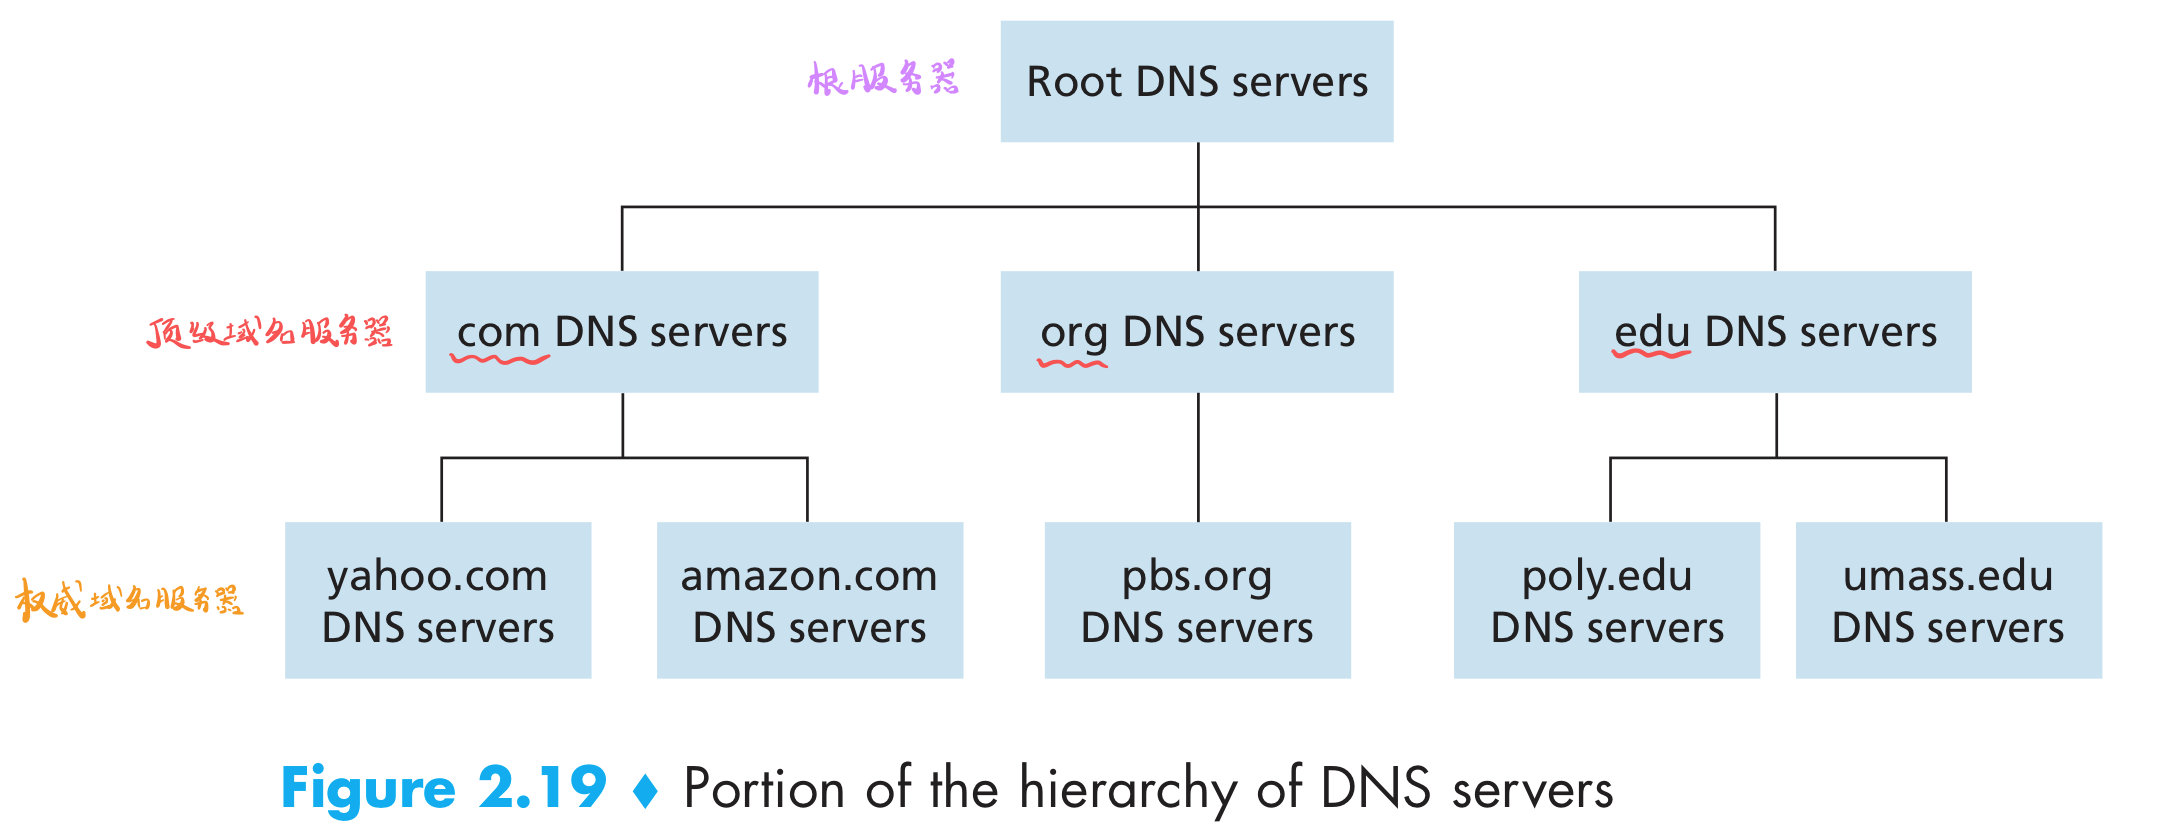 根服务器
Root DNS servers
顶级域名服务器
com DNS servers
org DNS servers
edu DNS servers
权威域名服务器
yahoo.com
DNS servers
amazon.com
DNS servers
pbs.org
DNS servers
poly.edu
DNS servers
umass.edu
DNS servers
Figure 2.19 ♦ Portion of the hierarchy of DNS servers